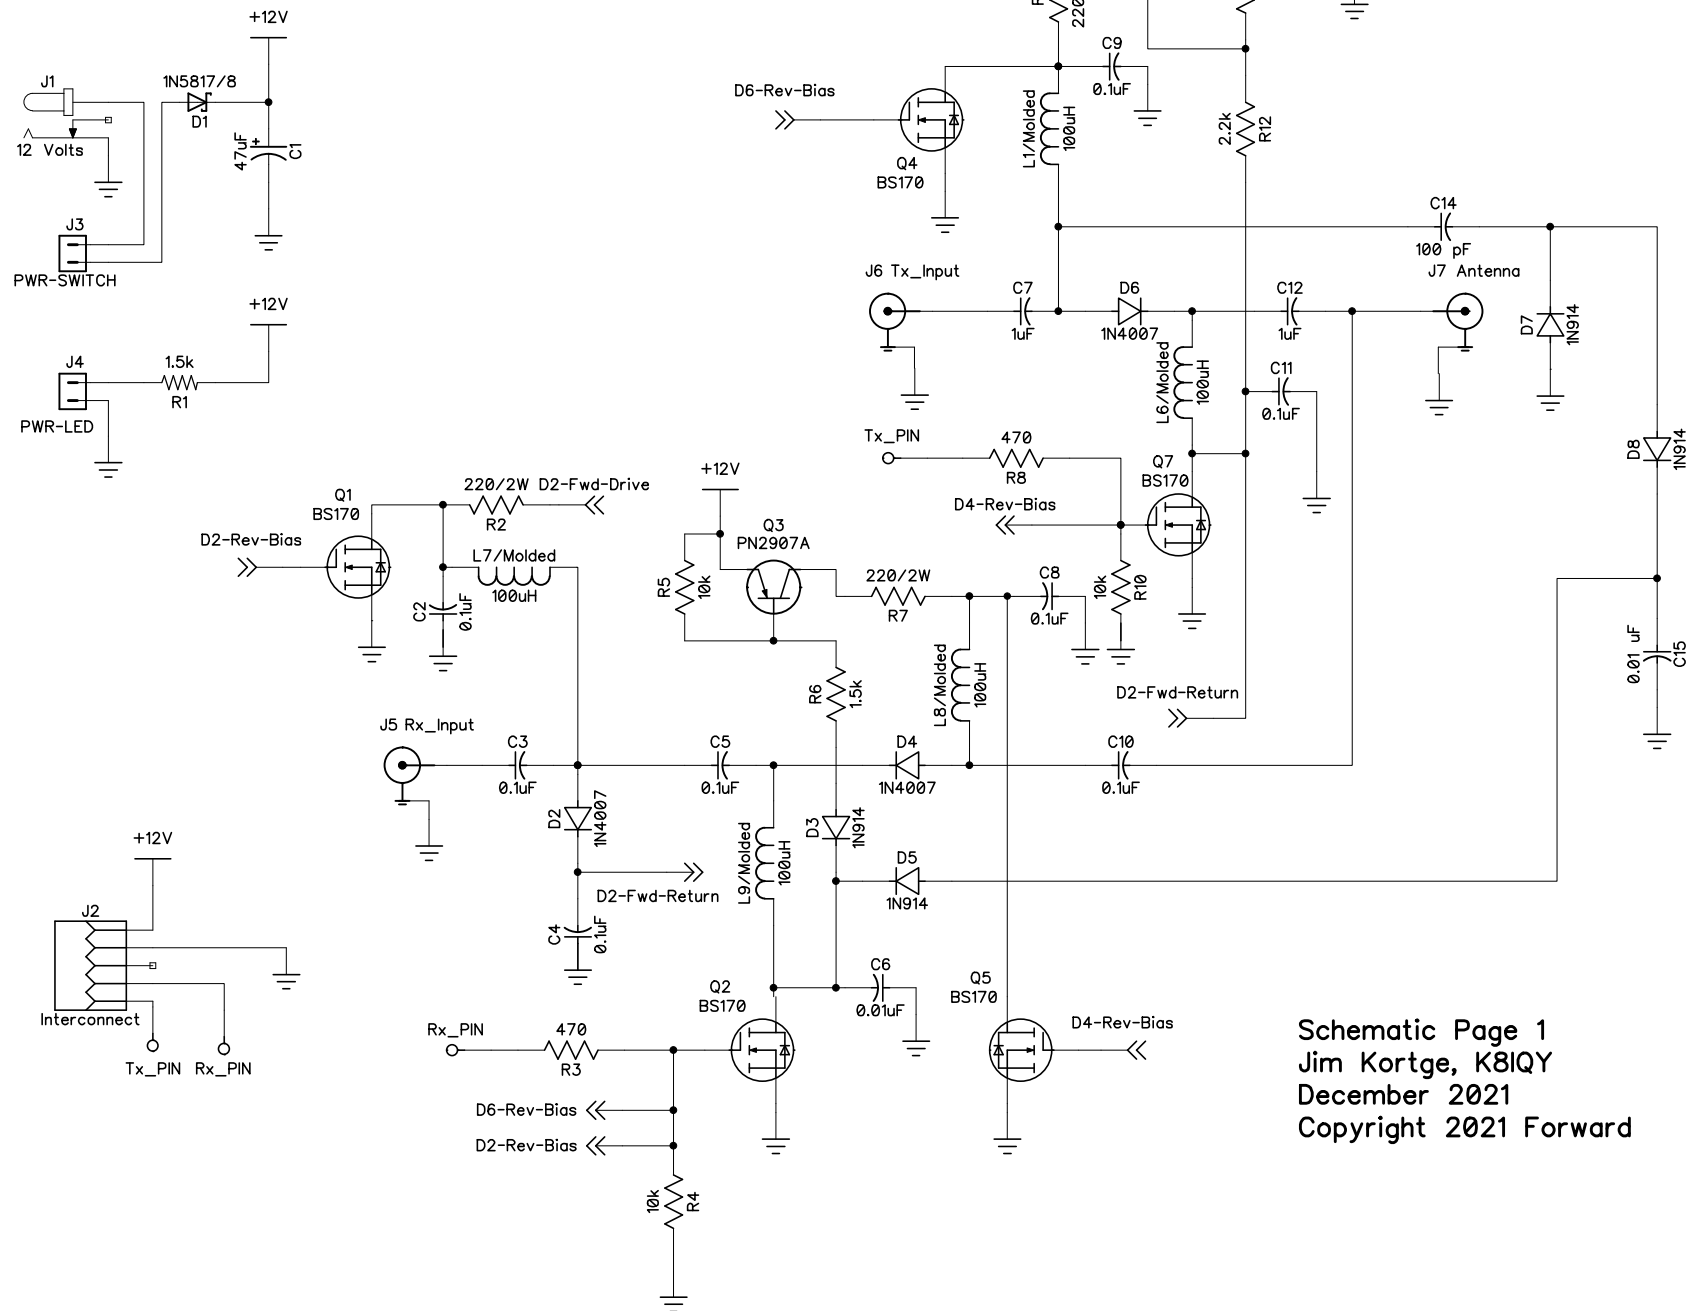 +12V
J1
1N5817/8
D1
12 Volts
47uF
+
C1
J3
PWR-SWITCH
+12V
J4
1.5k
R1
PWR-LED
220
C9
0.1uF
D6-Rev-Bias
Q4
BS170
L1/Molded
100uH
2.2k
R12
C14
100 pF
J6 Tx_Input
C7
1uF
D6
1N4007
C12
1uF
J7 Antenna
D7
1N914
L6/Molded
100uH
C11
0.1uF
Tx_PIN
470
R8
Q7
BS170
D4-Rev-Bias
D8
1N914
Q1
BS170
220/2W
R2
D2-Fwd-Drive
D2-Rev-Bias
L7/Molded
100uH
C2
0.1uF
+12V
Q3
PN2907A
R5
10k
220/2W
R7
C8
0.1uF
10k
R10
R6
1.5k
L8/Molded
100uH
D2-Fwd-Return
0.01 uF
C15
J5 Rx_Input
C3
0.1uF
C5
0.1uF
D4
1N4007
C10
0.1uF
D2
1N4007
D3
1N914
L9/Molded
100uH
D5
1N914
D2-Fwd-Return
C4
0.1uF
+12V
J2
Interconnect
Tx_PIN
Rx_PIN
Q2
BS170
C6
0.01uF
Q5
BS170
Rx_PIN
470
R3
D4-Rev-Bias
D6-Rev-Bias
D2-Rev-Bias
10k
R4
Schematic Page 1
Jim Kortge, K8IQY
December 2021
Copyright 2021 Forward